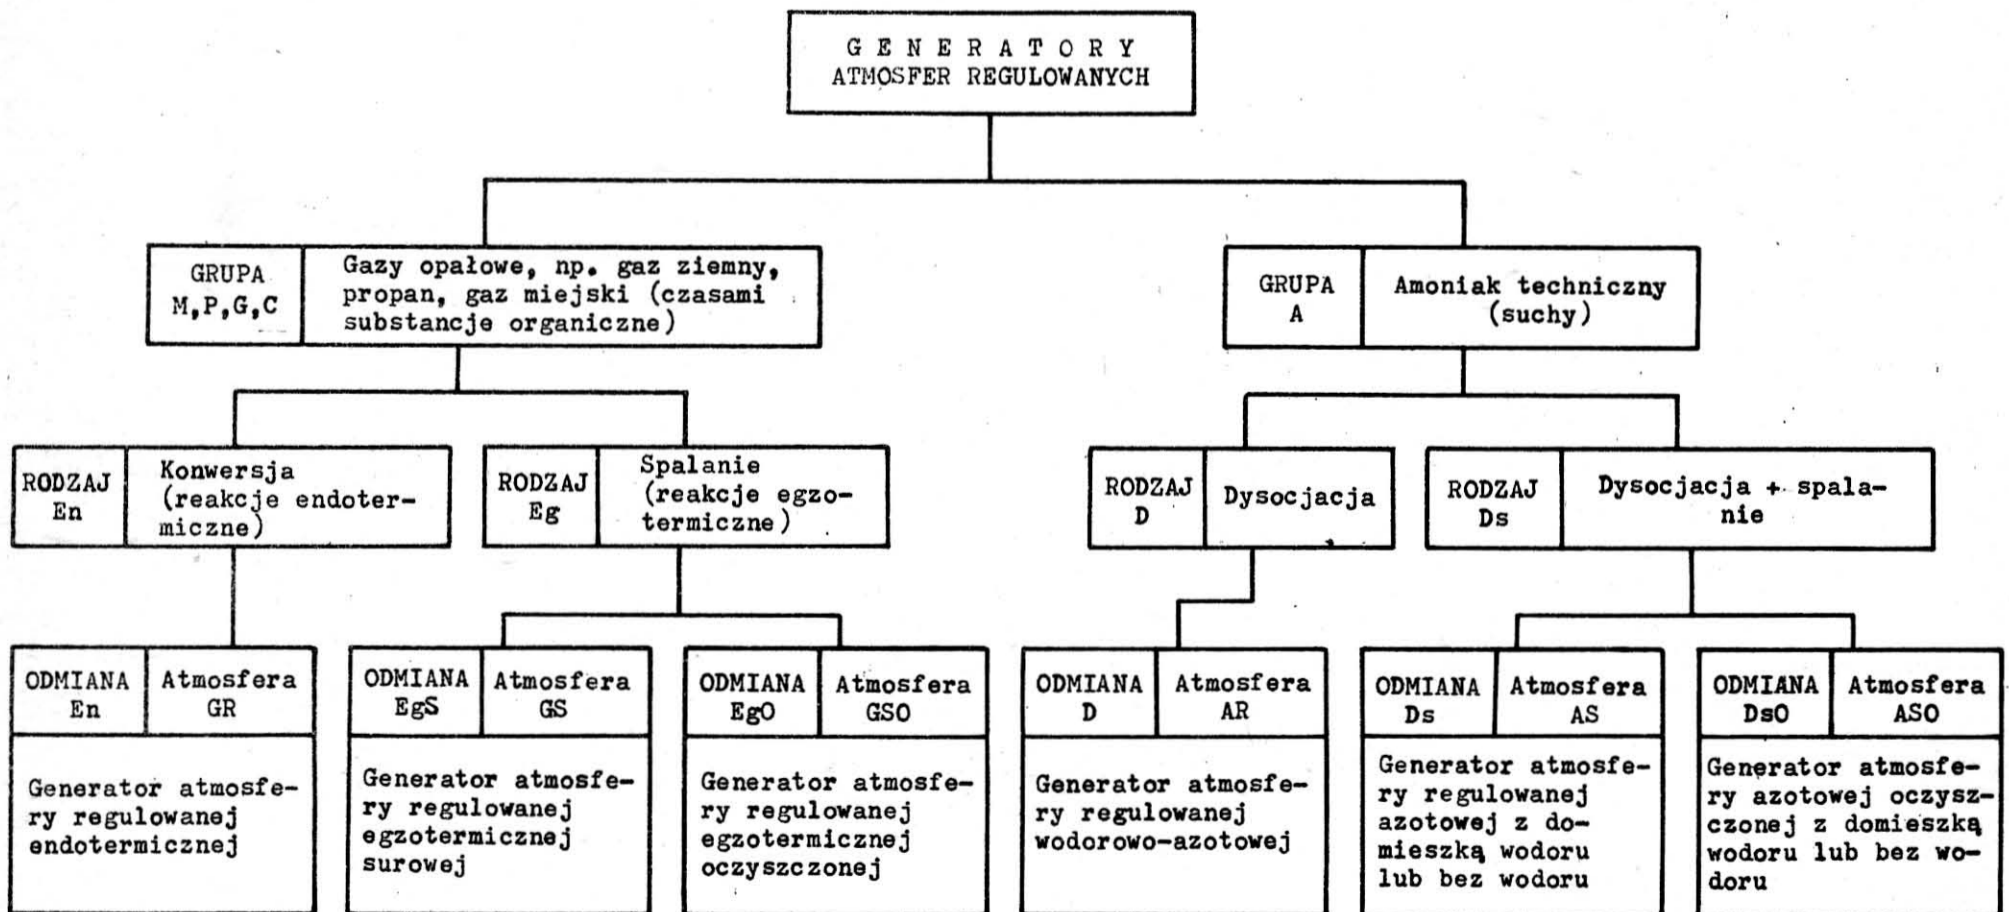 G E N E R A T O R Y
ATMOSFER REGULOWANYCH
GRUPA
M,P,G,C
Gazy opałowe, np. gaz ziemny,
propan, gaz miejski (czasami
substancje organiczne)
GRUPA
A
Amoniak techniczny
(suchy)
RODZAJ
En
Konwersja
(reakcje endoter-
miczne)
RODZAJ
Eg
Spalanie
(reakcje egzo-
termiczne)
RODZAJ
D
Dysocjacja
RODZAJ
Ds
Dysocjacja + spala-
nie
ODMIANA
En
Atmosfera
GR
Generator atmosfe-
ry regulowanej
endotermicznej
ODMIANA
EgS
Atmosfera
GS
Generator atmosfe-
ry regulowanej
egzotermicznej
surowej
ODMIANA
EgO
Atmosfera
GSO
Generator atmosfe-
ry regulowanej
egzotermicznej
oczyszczonej
ODMIANA
D
Atmosfera
AR
Generator atmosfe-
ry regulowanej
wodorowo-azotowej
ODMIANA
Ds
Atmosfera
AS
Generator atmosfe-
ry regulowanej
azotowej z do-
mieszką wodoru
lub bez wodoru
ODMIANA
DsO
Atmosfera
ASO
Generator atmosfe-
ry azotowej oczysz-
czonej z domieszką
wodoru lub bez wo-
doru